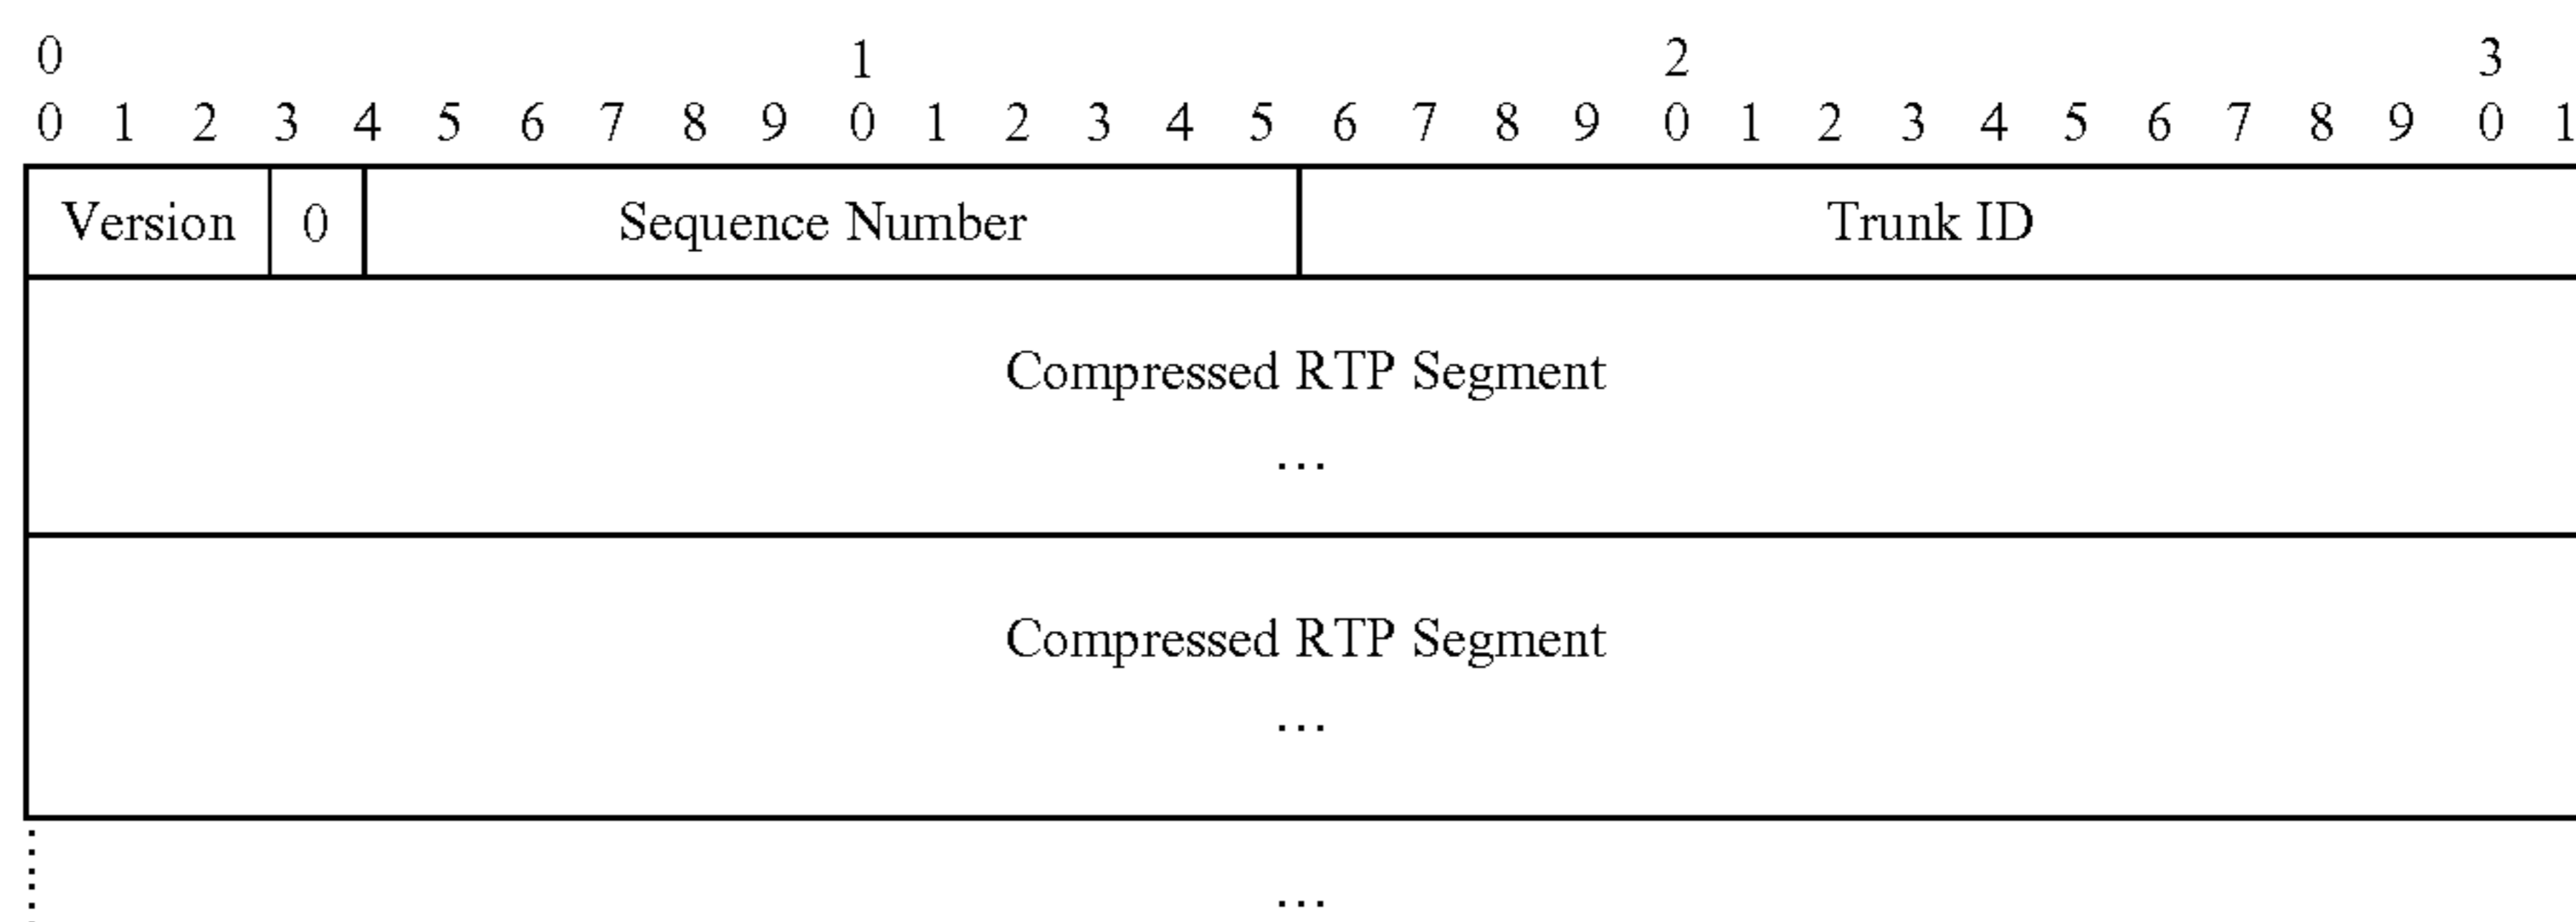 0 1 2 3
0 1 2 3 4 5 6 7 8 9 0 1 2 3 4 5 6 7 8 9 0 1 2 3 4 5 6 7 8 9 0 1
Version 0 Sequence Number Trunk ID
Compressed RTP Segment
...
Compressed RTP Segment
...
...